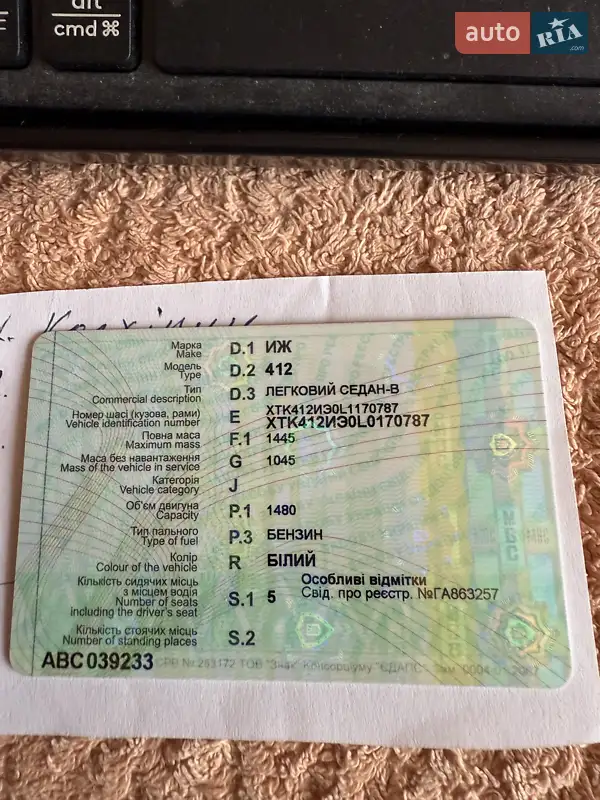 alt
cmd ⌘
auto
RIA
.com
Марка
Make
D.1 ИЖ
Модель
Type
D.2 412
Тип
Commercial description
D.3 ЛЕГКОВИЙ СЕДАН-В
Номер шасі (кузова, рами)
Vehicle identification number
E
ХТК412ИЭ0L1170787
ХТК412ИЭ0L0170787
Повна маса
Maximum mass
F.1 1445
Маса без навантаження
Mass of the vehicle in service
G 1045
Категорія
Vehicle category
J
Об'єм двигуна
Capacity
P.1 1480
Тип пального
Type of fuel
P.3 БЕНЗИН
Колір
Colour of the vehicle
R БІЛИЙ
Кількість сидячих місць
з місцем водія
Number of seats
including the driver's seat
S.1 5
Особливі відмітки
Свід. про реєстр. №ГА863257
Кількість стоячих місць
Number of standing places
S.2
АВС039233